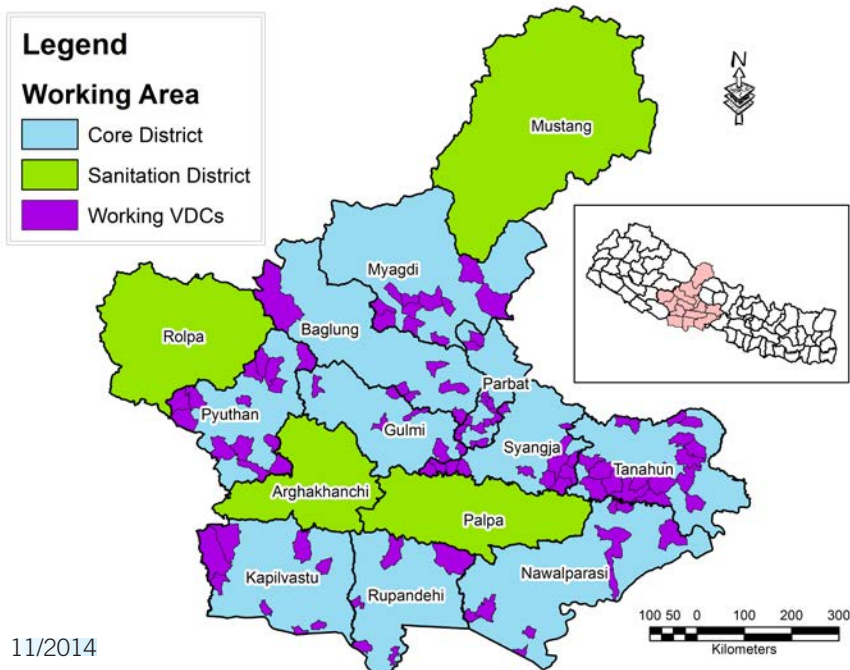 Legend
Working Area
Core District
Sanitation District
Working VDCs
N
Mustang
Myagdi
Baglung
Rolpa
Parbat
Pyuthan
Gulmi
Syangja
Tanahun
Arghakhanchi
Palpa
Kapilvastu
Rupandehi
Nawalparasi
100 50 0 100 200 300
Kilometers
11/2014